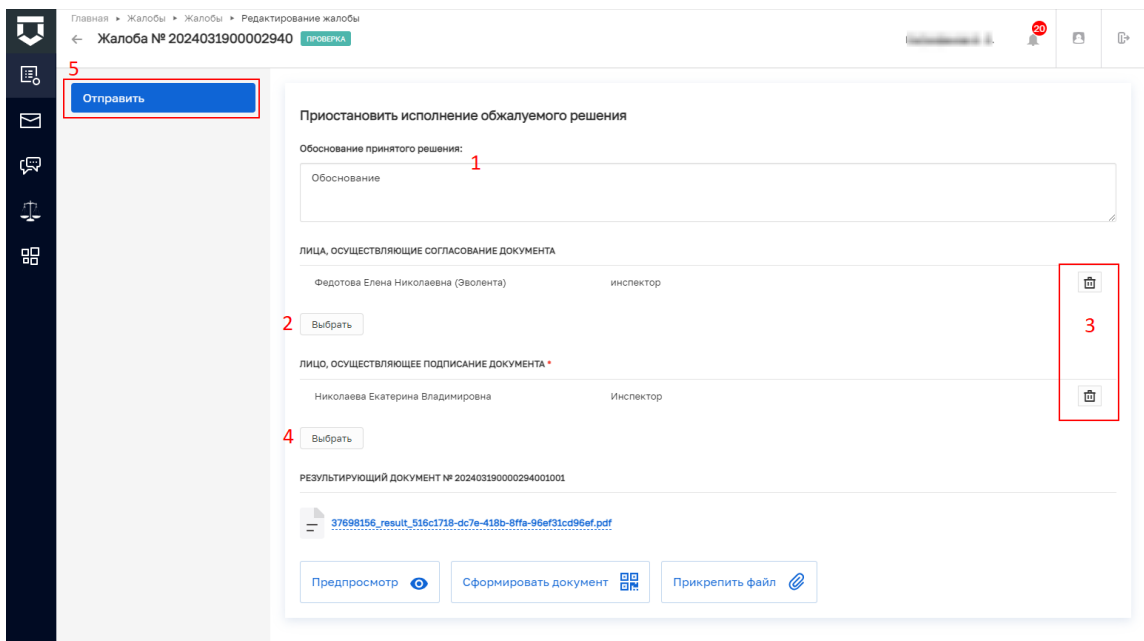 Главная ▸ Жалобы ▸ Жалобы ▸ Редактирование жалобы
← Жалоба № 2024031900002940 ПРОВЕРКА
20
5
Отправить
Приостановить исполнение обжалуемого решения
Обоснование принятого решения:
1
Обоснование
ЛИЦА, ОСУЩЕСТВЛЯЮЩИЕ СОГЛАСОВАНИЕ ДОКУМЕНТА
Федотова Елена Николаевна (Эволента) инспектор
2 Выбрать
3
ЛИЦО, ОСУЩЕСТВЛЯЮЩЕЕ ПОДПИСАНИЕ ДОКУМЕНТА *
Николаева Екатерина Владимировна Инспектор
4 Выбрать
РЕЗУЛЬТИРУЮЩИЙ ДОКУМЕНТ № 202403190000294001001
37698156_result_516c1718-dc7e-418b-8ffa-96ef31cd96ef.pdf
Предпросмотр Сформировать документ Прикрепить файл